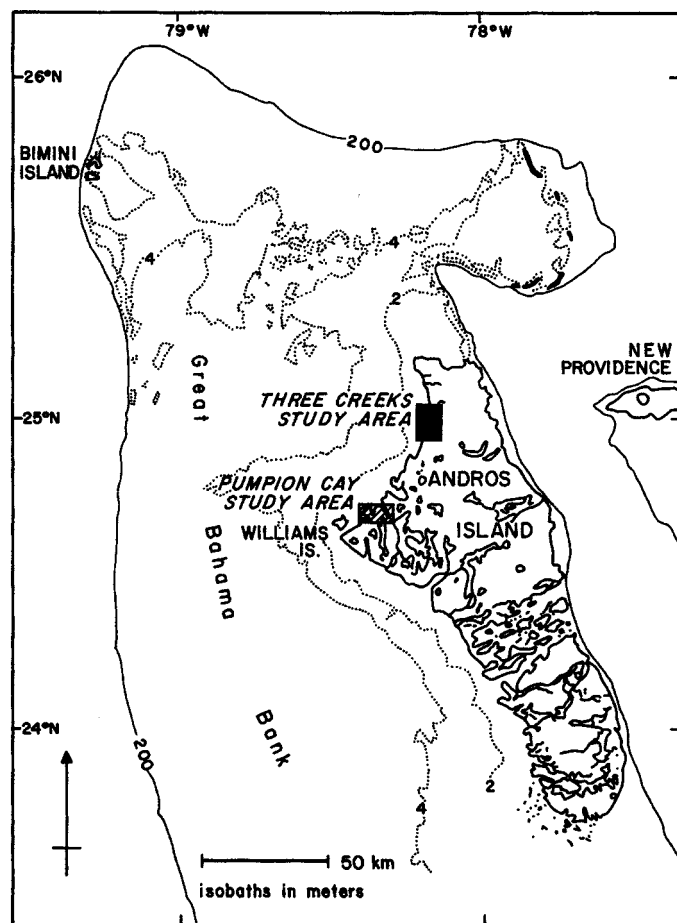 79°W
78°W
26°N
BIMINI
ISLAND
200
4
4
2
NEW
PROVIDENCE
Great
THREE CREEKS
STUDY AREA
25°N
PUMPION CAY
STUDY AREA
ANDROS
ISLAND
WILLIAMS
IS.
Bahama
24°N
Bank
200
4
2
50 km
isobaths in meters